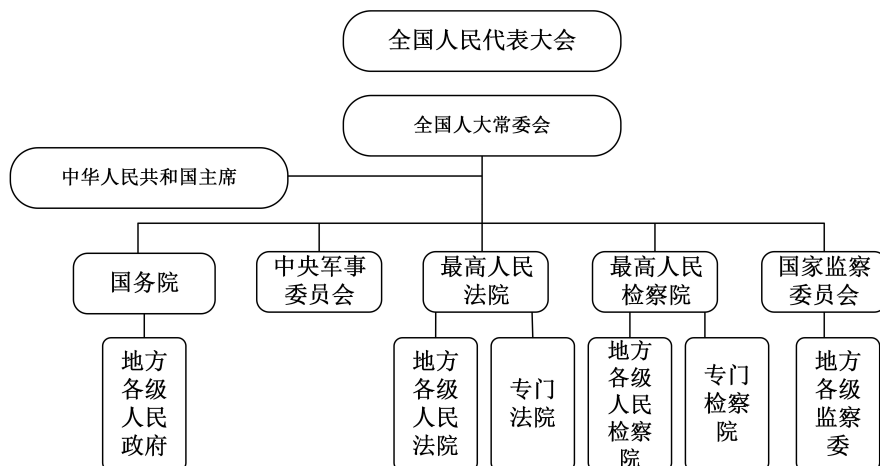 全国人民代表大会
全国人大常委会
中华人民共和国主席
国务院
中央军事
委员会
最高人民
法院
最高人民
检察院
国家监察
委员会
地方
各级
人民
政府
地方
各级
人民
法院
专门
法院
地方
各级
人民
检察
院
专门
检察
院
地方
各级
监察
委